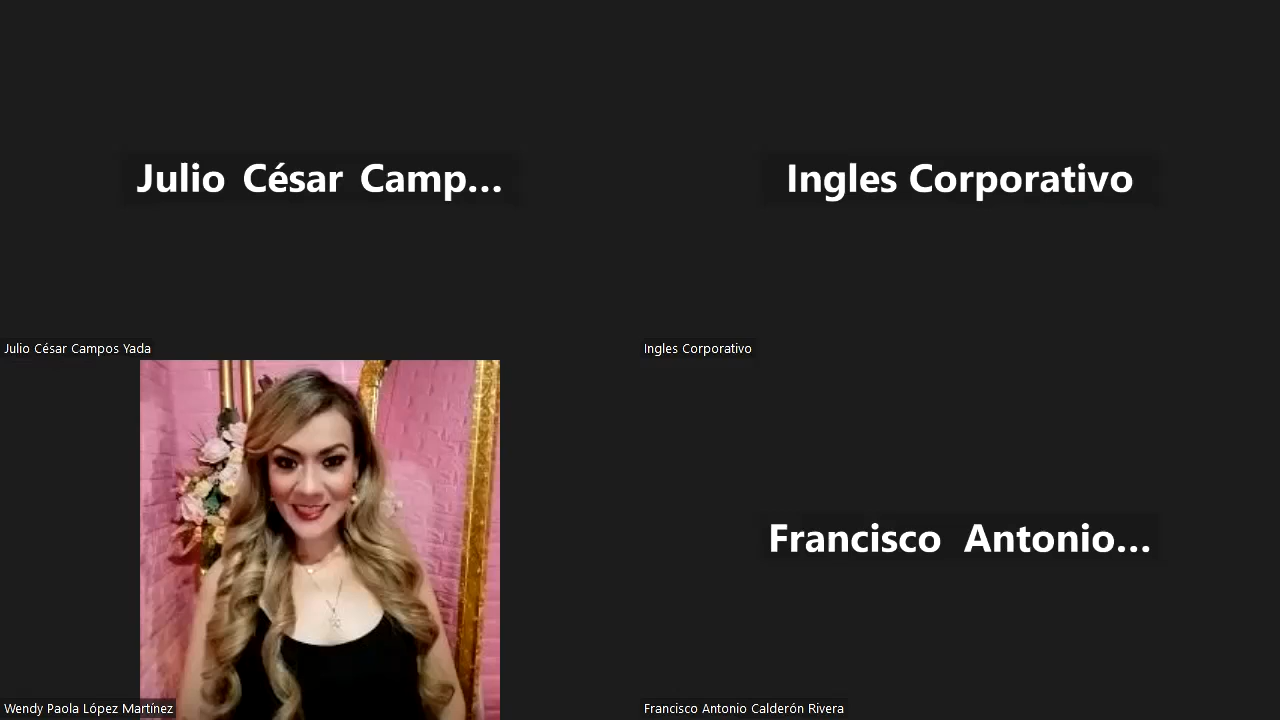 Julio César Camp...
Ingles Corporativo
Julio César Campos Yada
Ingles Corporativo
Francisco Antonio...
Wendy Paola López Martínez
Francisco Antonio Calderón Rivera